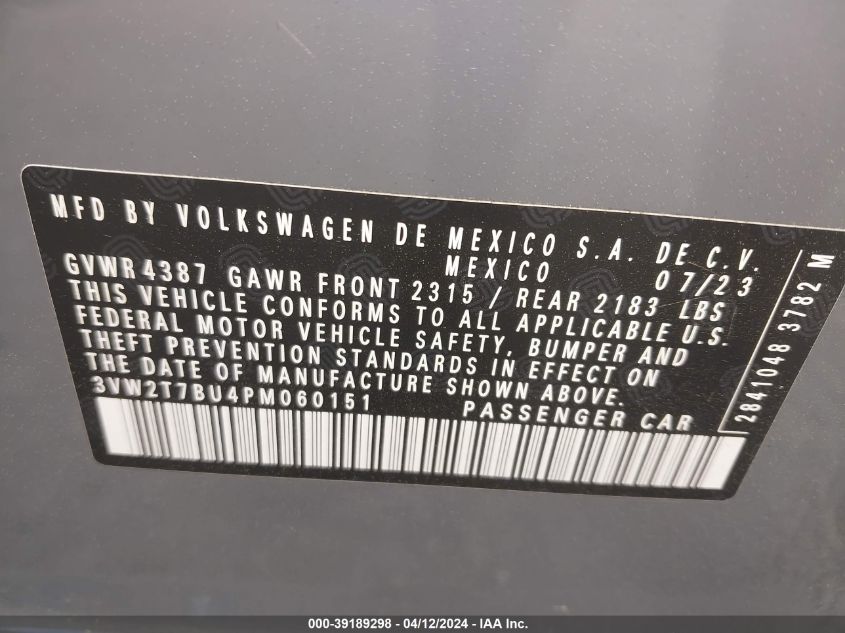 MFD BY VOLKSWAGEN DE MEXICO S.A. DE C.V.
MEXICO 07/23
GVWR4387 GAWR FRONT 2315 / REAR 2183 LBS
THIS VEHICLE CONFORMS TO ALL APPLICABLE U.S.
FEDERAL MOTOR VEHICLE SAFETY, BUMPER AND
THEFT PREVENTION STANDARDS IN EFFECT ON
THE DATE OF MANUFACTURE SHOWN ABOVE.
3VW2T7BU4PM060151 PASSENGER CAR
2841048 3782 M
000-39189298 - 04/12/2024 - IAA Inc.